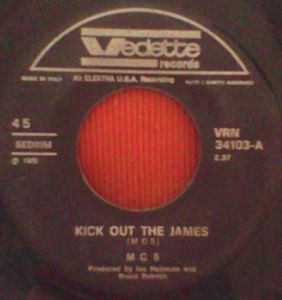 Vedette
records
MADE IN ITALY
An ELEKTRA U.S.A. Recording
45
SEDRIM
VRN
34103-A
2.37
KICK OUT THE JAMES
(M C 5)
M C 5
Produced by Jac Holzman and
Bruce Botnick